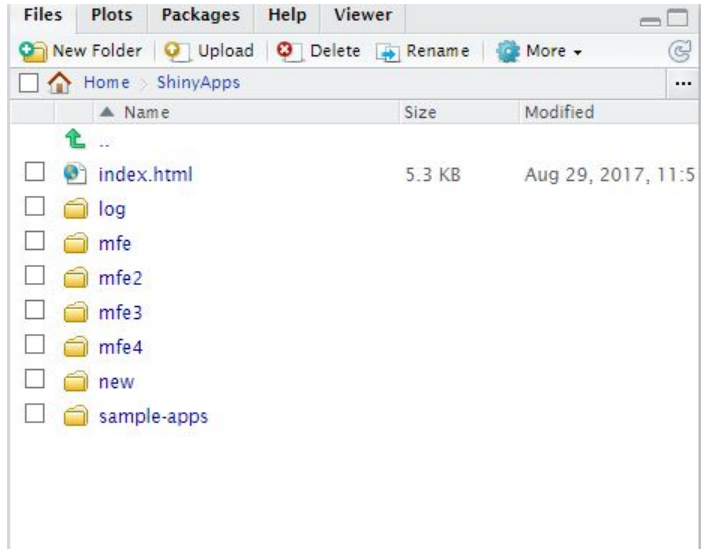 Files Plots Packages Help Viewer
New Folder Upload Delete Rename More
Home ShinyApps ...
Name Size Modified
..
index.html 5.3 KB Aug 29, 2017, 11:5
log
mfe
mfe2
mfe3
mfe4
new
sample-apps